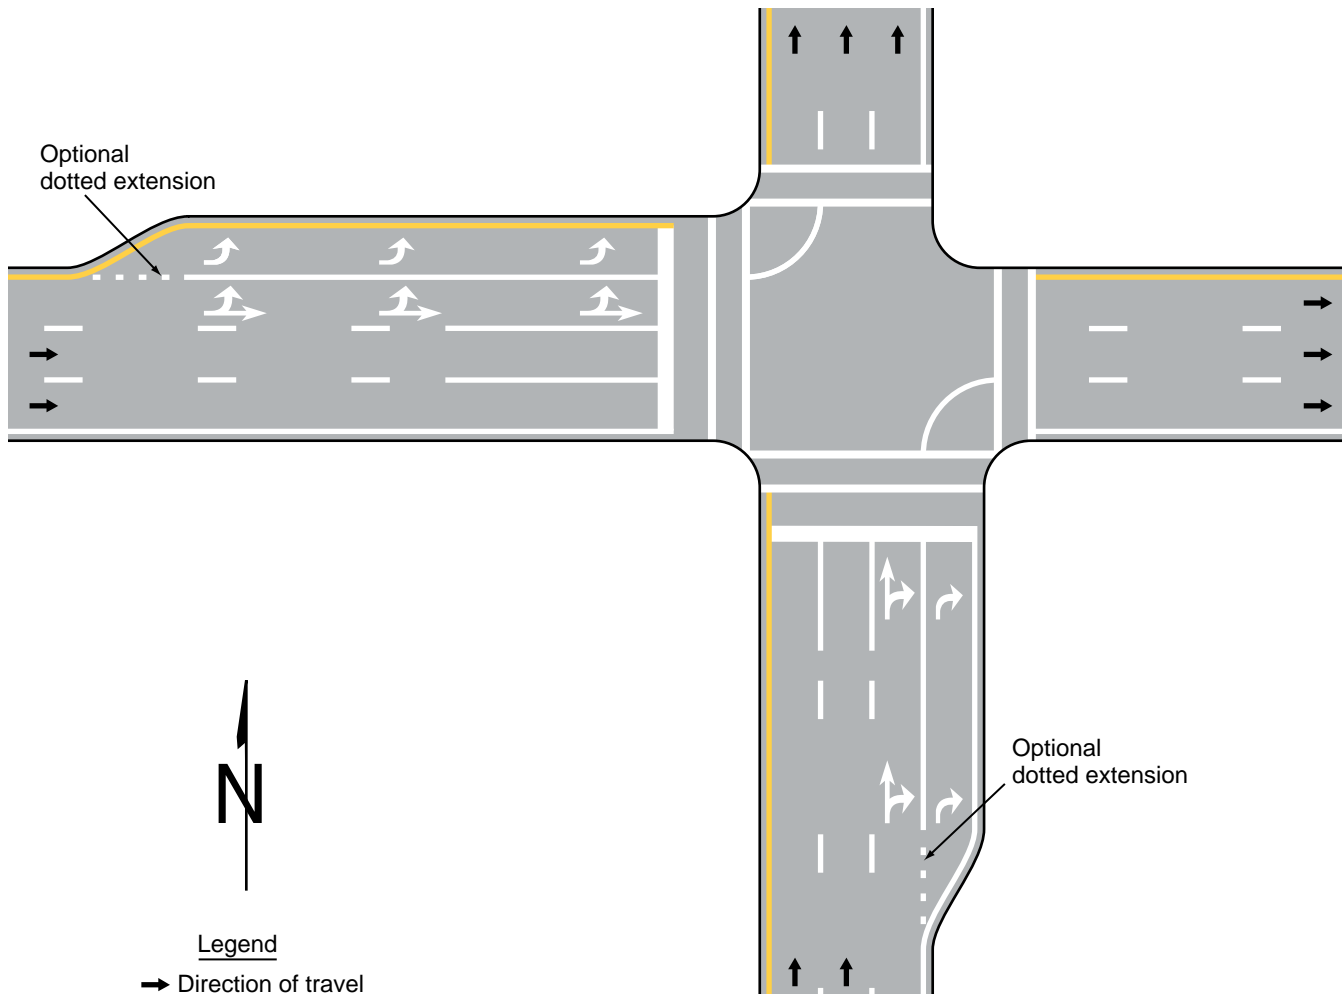 Optional
dotted extension
Optional
dotted extension
N
Legend
Direction of travel